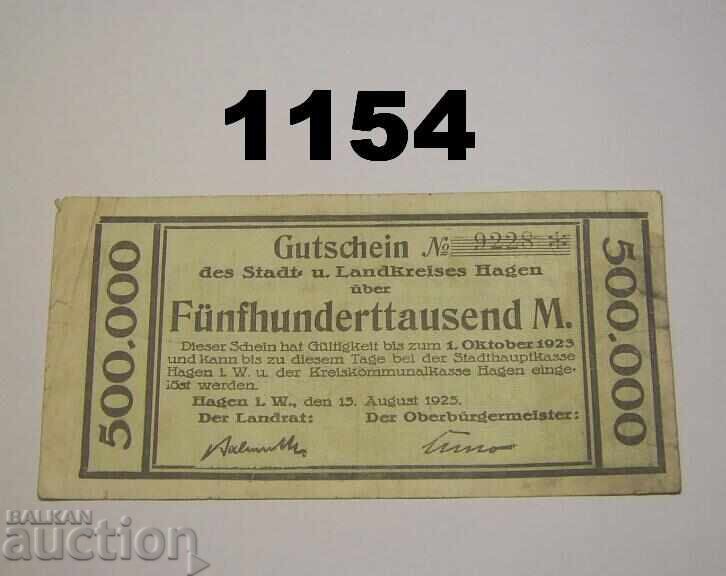 1154
Gutschein № 9228 *
des Stadt- u. Landkreises Hagen
über
Fünfhunderttausend M.
Dieser Schein hat Gültigkeit bis zum 1. Oktober 1923
und kann bis zu diesem Tage bei der Stadthauptkasse
Hagen i. W. u. der Kreiskommunalkasse Hagen einge-
löst werden.
Hagen i. W., den 15. August 1923.
Der Landrat: Der Oberbürgermeister:
Cuno
500.000
500.000
BALKAN
auction